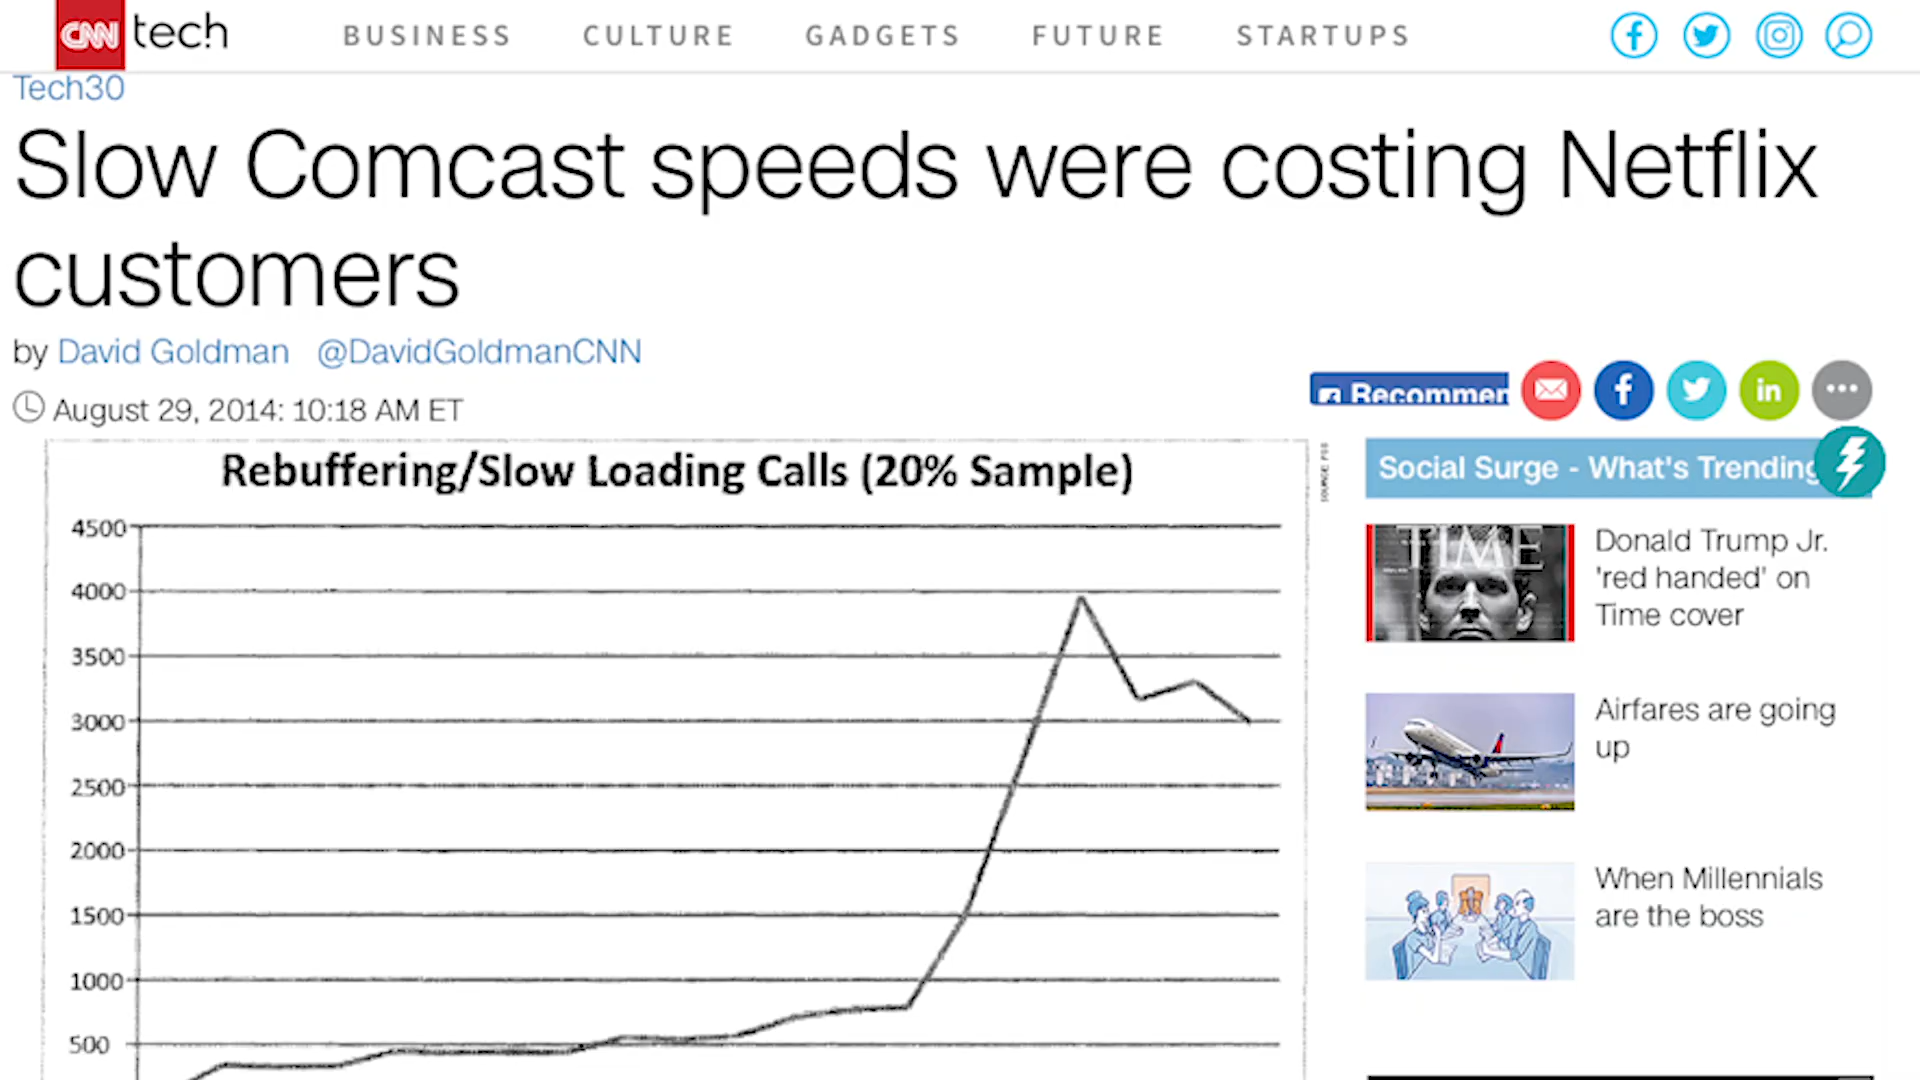 CNN tech
BUSINESS CULTURE GADGETS FUTURE STARTUPS
Tech30
Slow Comcast speeds were costing Netflix
customers
by David Goldman @DavidGoldmanCNN
August 29, 2014: 10:18 AM ET
Recommen
in
Rebuffering/Slow Loading Calls (20% Sample)
4500
4000
3500
3000
2500
2000
1500
1000
500
Social Surge - What's Trending
TIME
Donald Trump Jr.
'red handed' on
Time cover
Airfares are going
up
When Millennials
are the boss